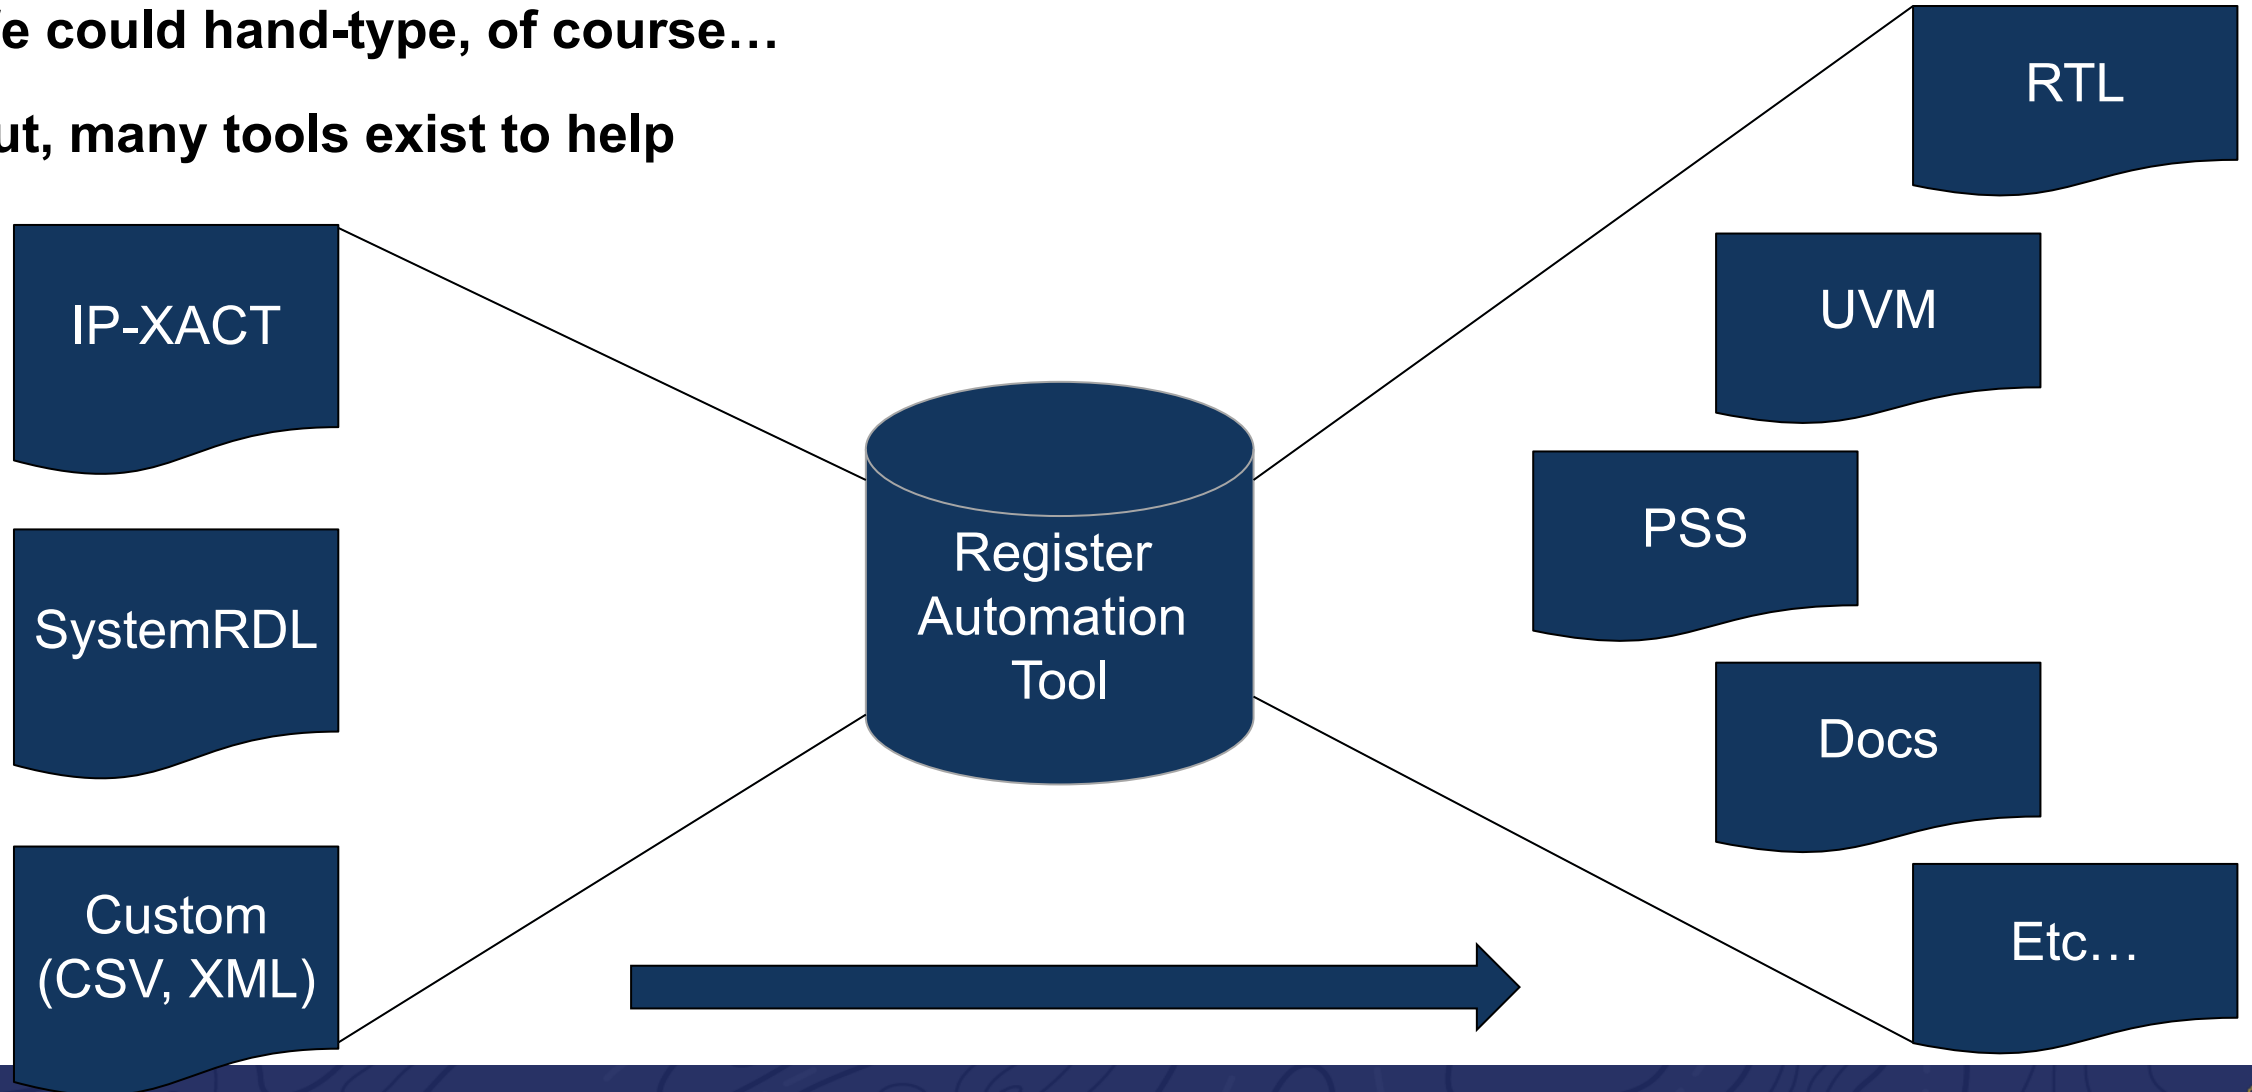 e could hand-type, of course…
ut, many tools exist to help
RTL
IP-XACT
UVM
PSS
SystemRDL
Register
Automation
Tool
Docs
Custom
(CSV, XML)
Etc…